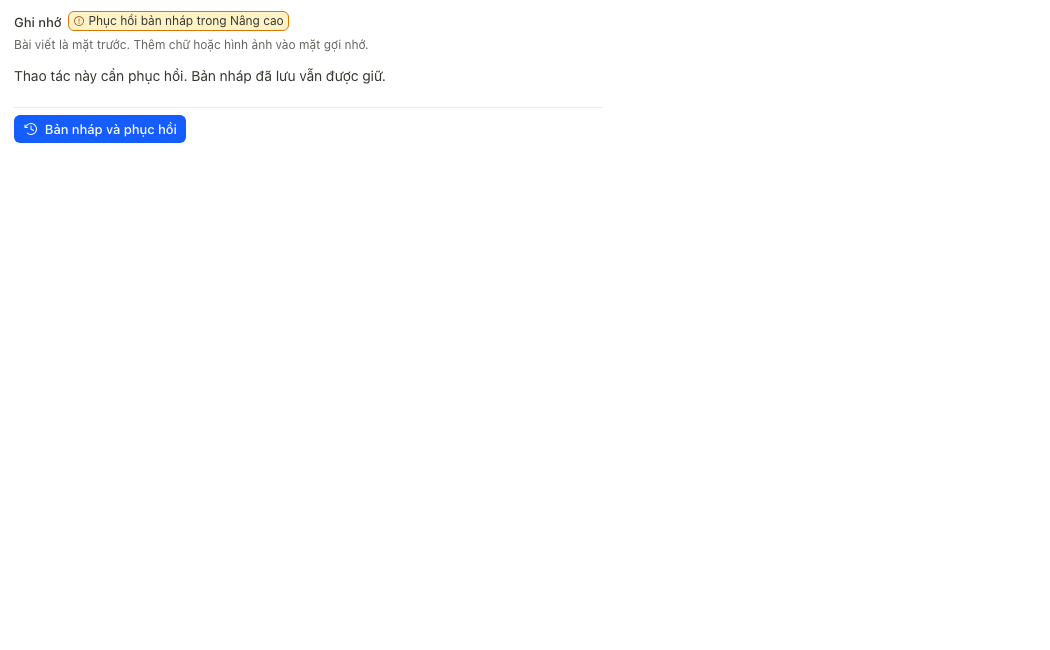 Ghi nhớ Phục hồi bản nháp trong Nâng cao
Bài viết là mặt trước. Thêm chữ hoặc hình ảnh vào mặt gợi nhớ.
Thao tác này cần phục hồi. Bản nháp đã lưu vẫn được giữ.
Bản nháp và phục hồi